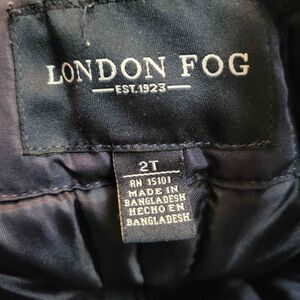 LONDON FOG
EST.1923
2T
RN 15101
MADE IN
BANGLADESH
HECHO EN
BANGLADESH